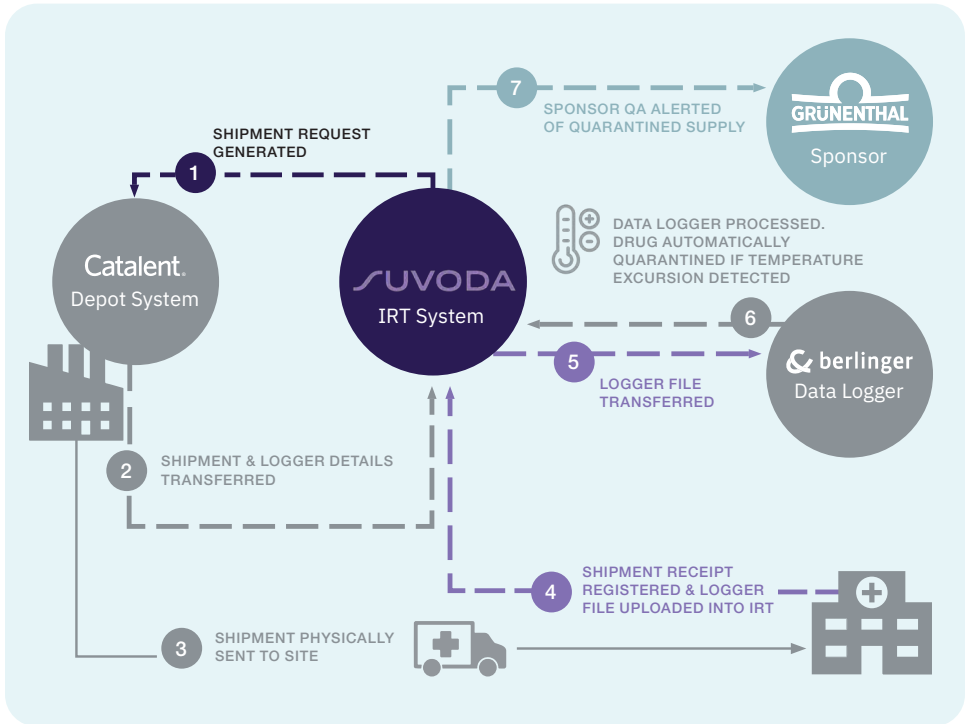 7
SPONSOR QA ALERTED
OF QUARANTINED SUPPLY
GRÜNENTHAL
Sponsor
SHIPMENT REQUEST
GENERATED
1
Catalent.
Depot System
SUVODA
IRT System
DATA LOGGER PROCESSED.
DRUG AUTOMATICALLY
QUARANTINED IF TEMPERATURE
EXCURSION DETECTED
6
5
LOGGER FILE
TRANSFERRED
& berlinger
Data Logger
2
SHIPMENT & LOGGER DETAILS
TRANSFERRED
4
SHIPMENT RECEIPT
REGISTERED & LOGGER
FILE UPLOADED INTO IRT
3
SHIPMENT PHYSICALLY
SENT TO SITE